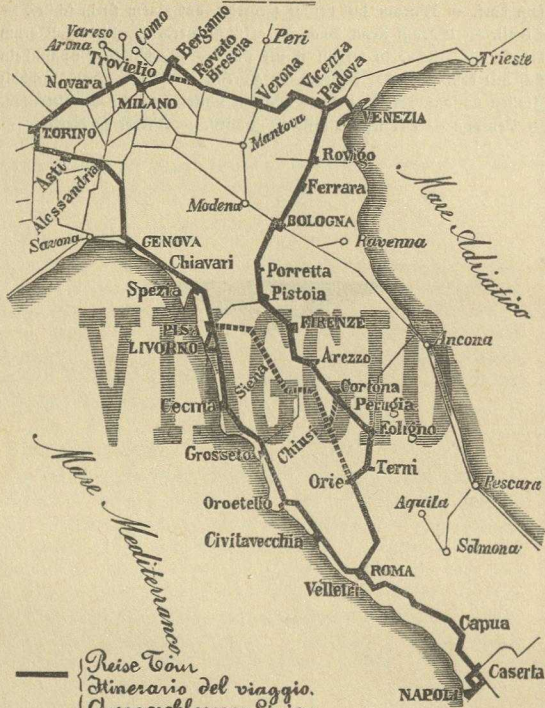 Vareso
Como
Arona
Bergamo
Peri
Trovielio
Rovato
Brescia
Novara
MILANO
Verona
Vicenza
Padova
Trieste
TORINO
VENEZIA
Mantova
Asti
Alessandria
Rovigo
Ferrara
Mare Adriatico
Modena
BOLOGNA
Savona
GENOVA
Ravenna
Chiavari
Porretta
Spezia
Pistoia
VIAGGIO
PISA
FIRENZE
LIVORNO
Ancona
Arezzo
Siena
Cortona
Cecina
Perugia
Chiusi
Foligno
Grosseto
Mare Mediterraneo
Orie
Terni
Pescara
Oroetello
Aquila
Civitavecchia
Solmona
ROMA
Velletri
Capua
Reise Tour
Caserta
Itinerario del viaggio.
NAPOLI